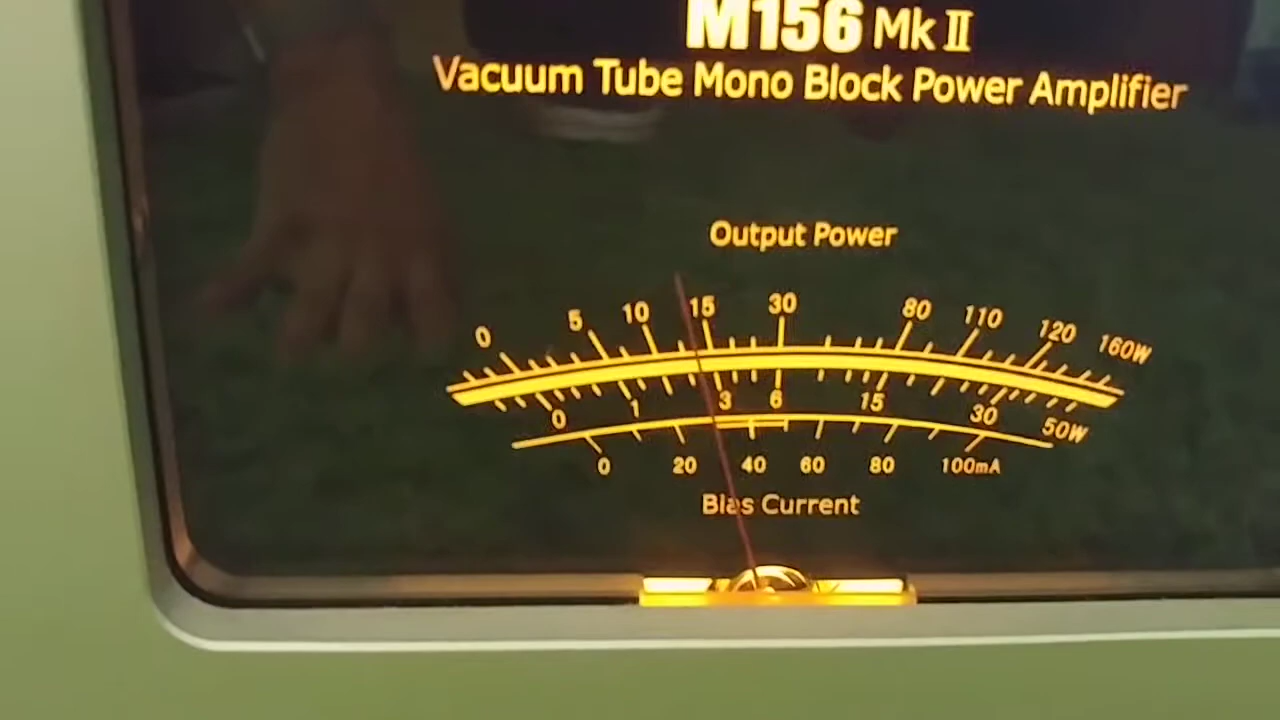 M156 Mk II
Vacuum Tube Mono Block Power Amplifier
Output Power
0 5 10 15 30 80 110 120 160W
0 1 3 6 15 30 50W
0 20 40 60 80 100mA
Bias Current